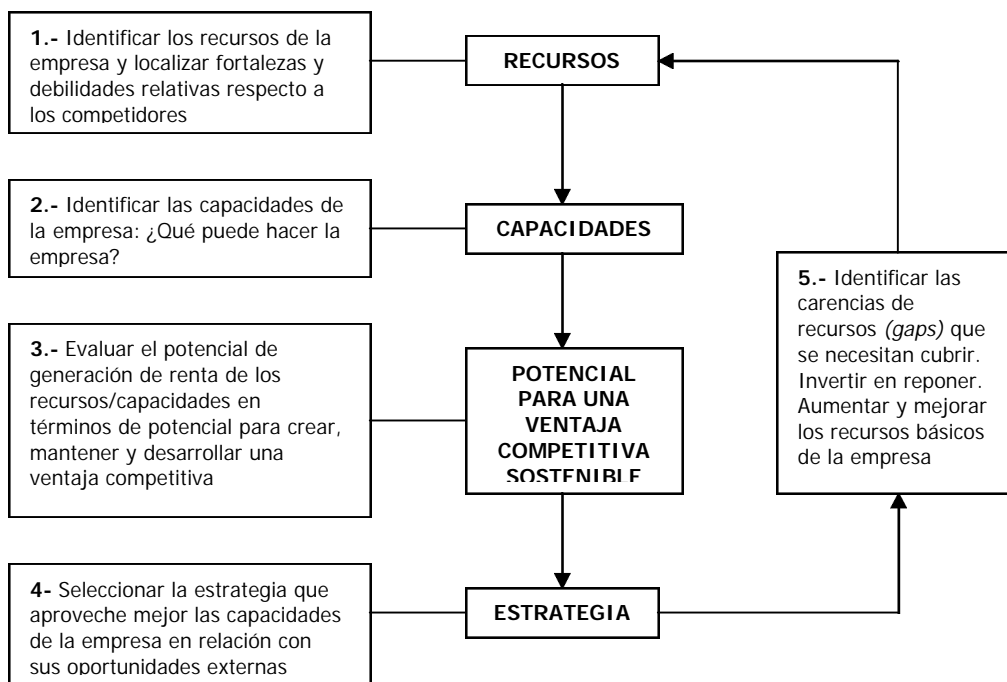 1.- Identificar los recursos de la
empresa y localizar fortalezas y
debilidades relativas respecto a
los competidores
RECURSOS
2.- Identificar las capacidades de
la empresa: ¿Qué puede hacer la
empresa?
CAPACIDADES
3.- Evaluar el potencial de
generación de renta de los
recursos/capacidades en
términos de potencial para crear,
mantener y desarrollar una
ventaja competitiva
POTENCIAL
PARA UNA
VENTAJA
COMPETITIVA
SOSTENIBLE
4- Seleccionar la estrategia que
aproveche mejor las capacidades
de la empresa en relación con
sus oportunidades externas
ESTRATEGIA
5.- Identificar las
carencias de
recursos (gaps) que
se necesitan cubrir.
Invertir en reponer.
Aumentar y mejorar
los recursos básicos
de la empresa